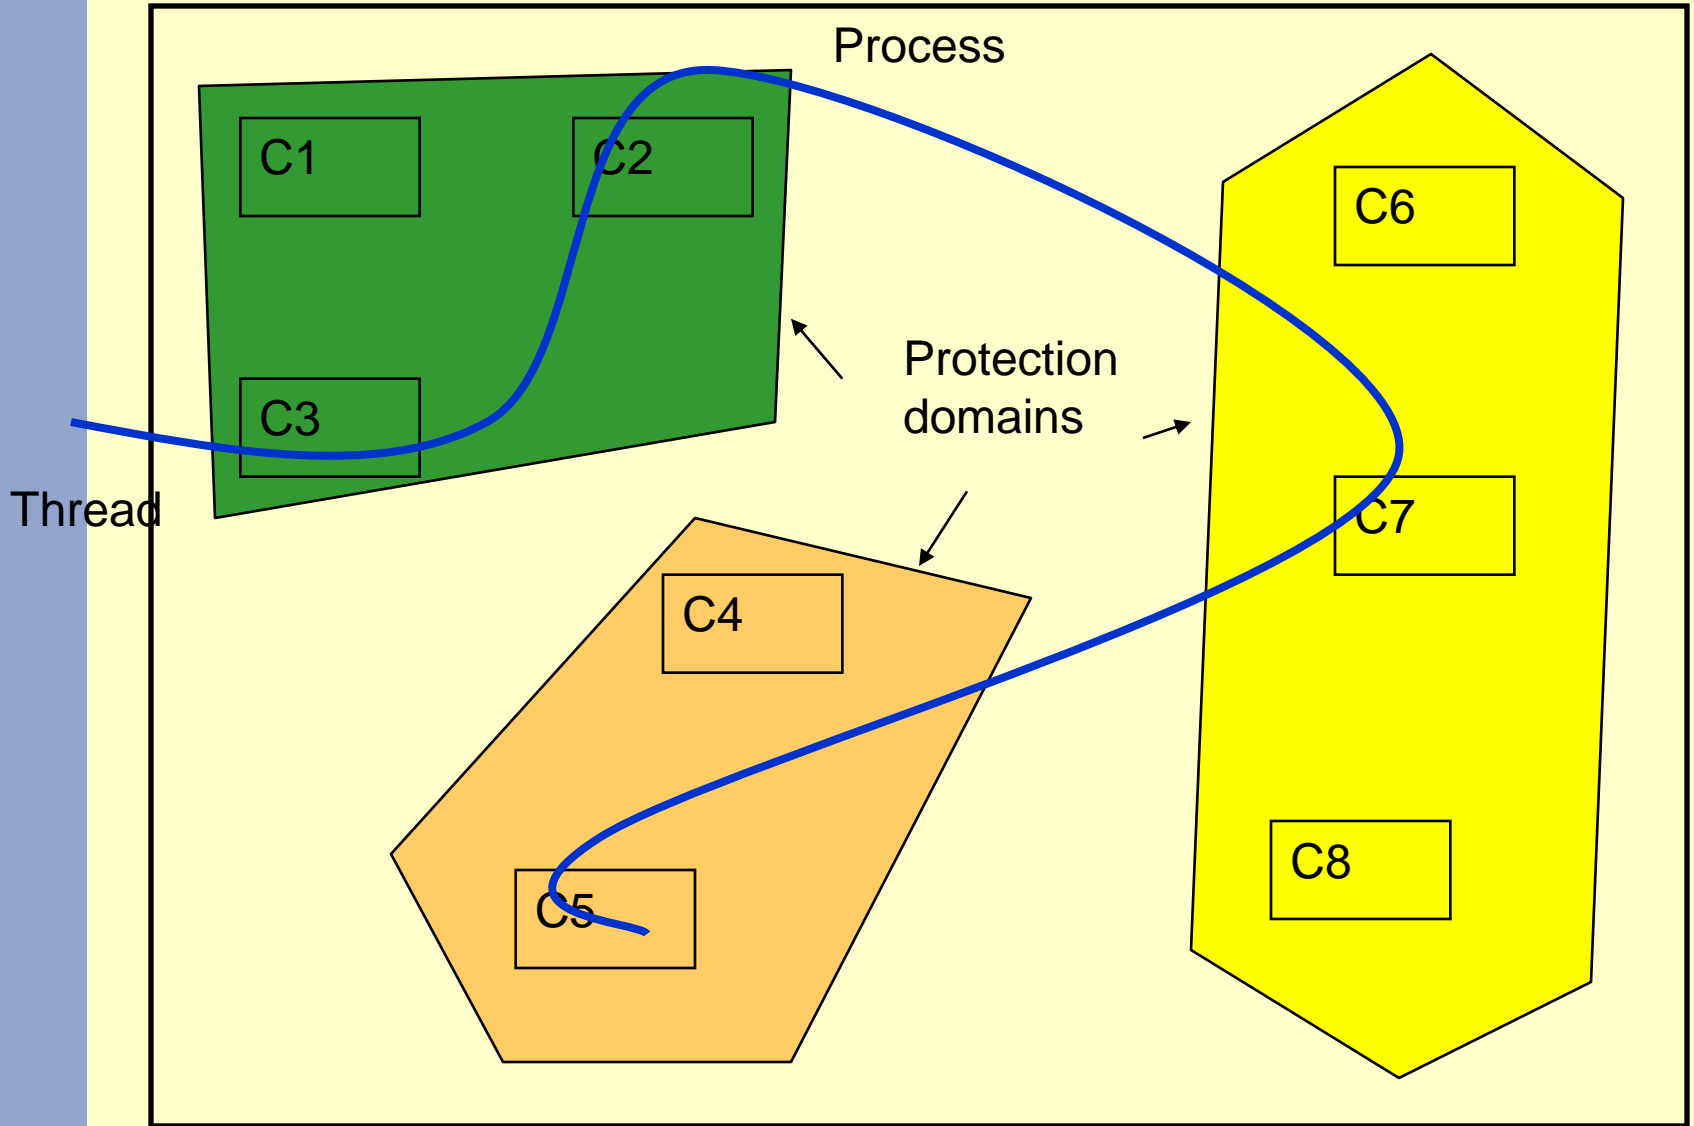 Process
C1
C2
C6
Protection
domains
C3
Thread
C7
C4
C8
C5